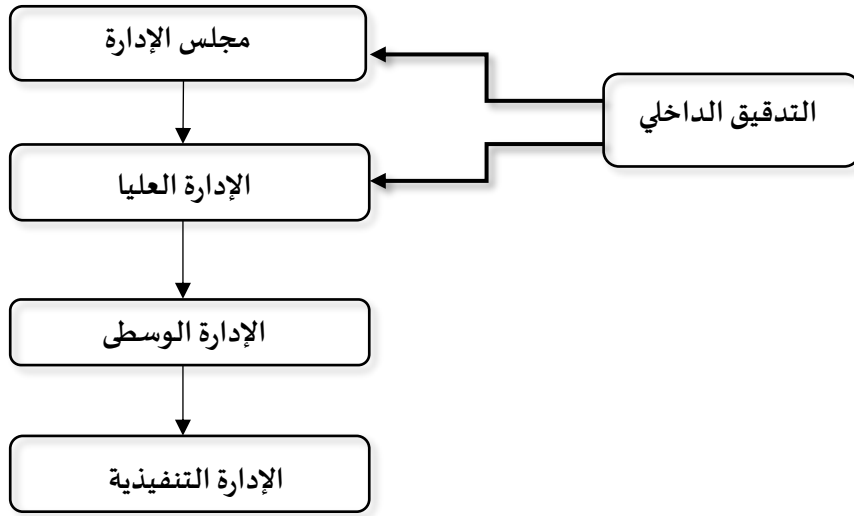 مجلس الإدارة
التدقيق الداخلي
الإدارة العليا
الإدارة الوسطى
الإدارة التنفيذية